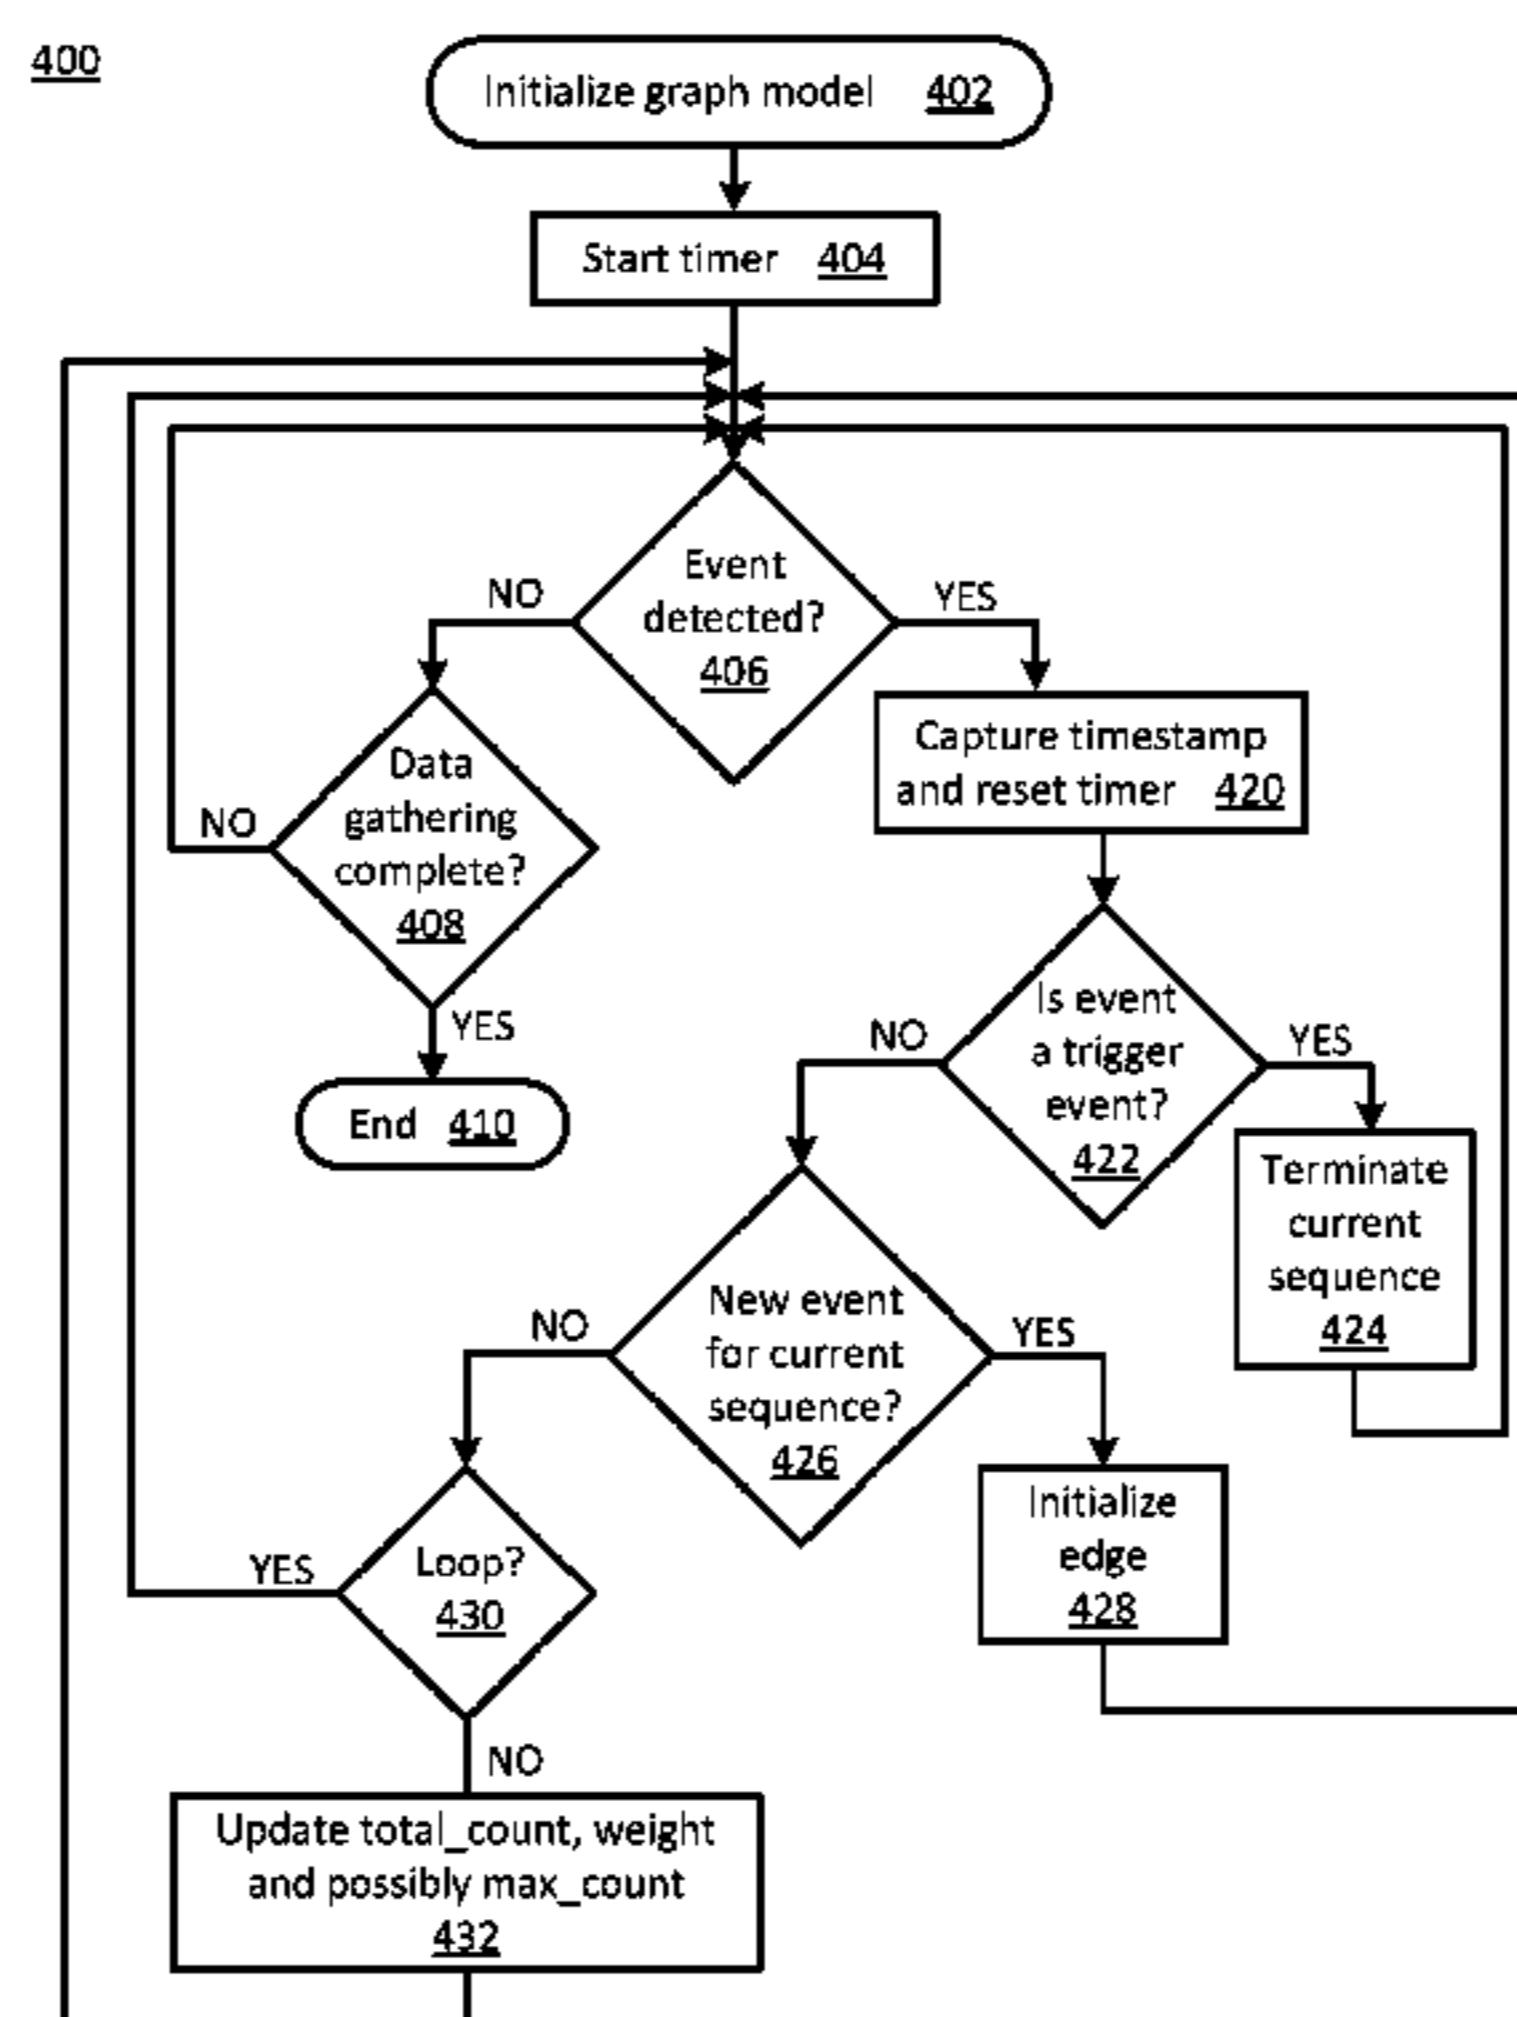 400
Initialize graph model 402
Start timer 404
Event
detected?
406
NO
YES
Data
gathering
complete?
408
NO
YES
End 410
Capture timestamp
and reset timer 420
Is event
a trigger
event?
422
NO
YES
Terminate
current
sequence
424
New event
for current
sequence?
426
NO
YES
Initialize
edge
428
Loop?
430
YES
NO
Update total_count, weight
and possibly max_count
432